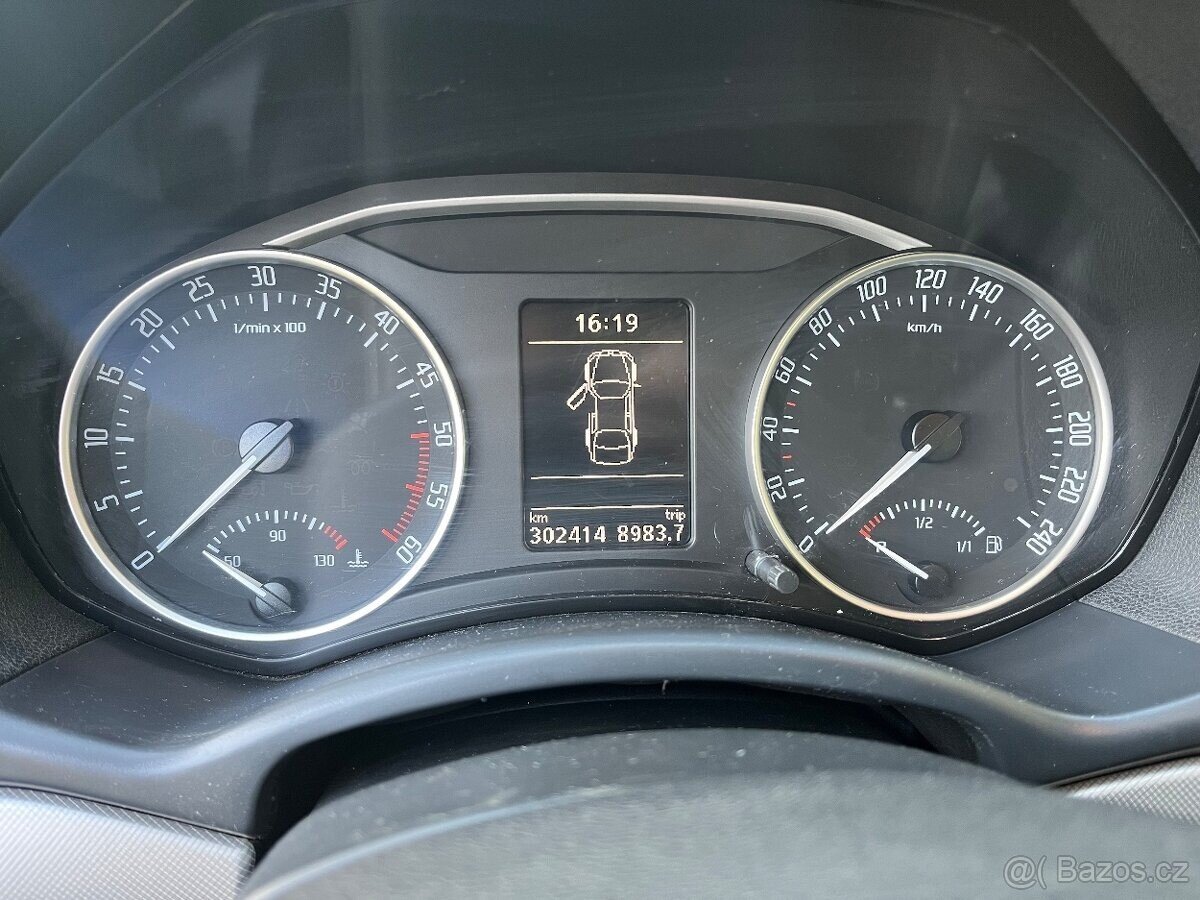 0 5 10 15 20 25 30 35 40 45 50 55 60
1/min x 100
50 90 130
16:19
km trip
302414 8983.7
0 20 40 60 80 100 120 140 160 180 200 220 240
km/h
R 1/2 1/1
@( Bazos.cz